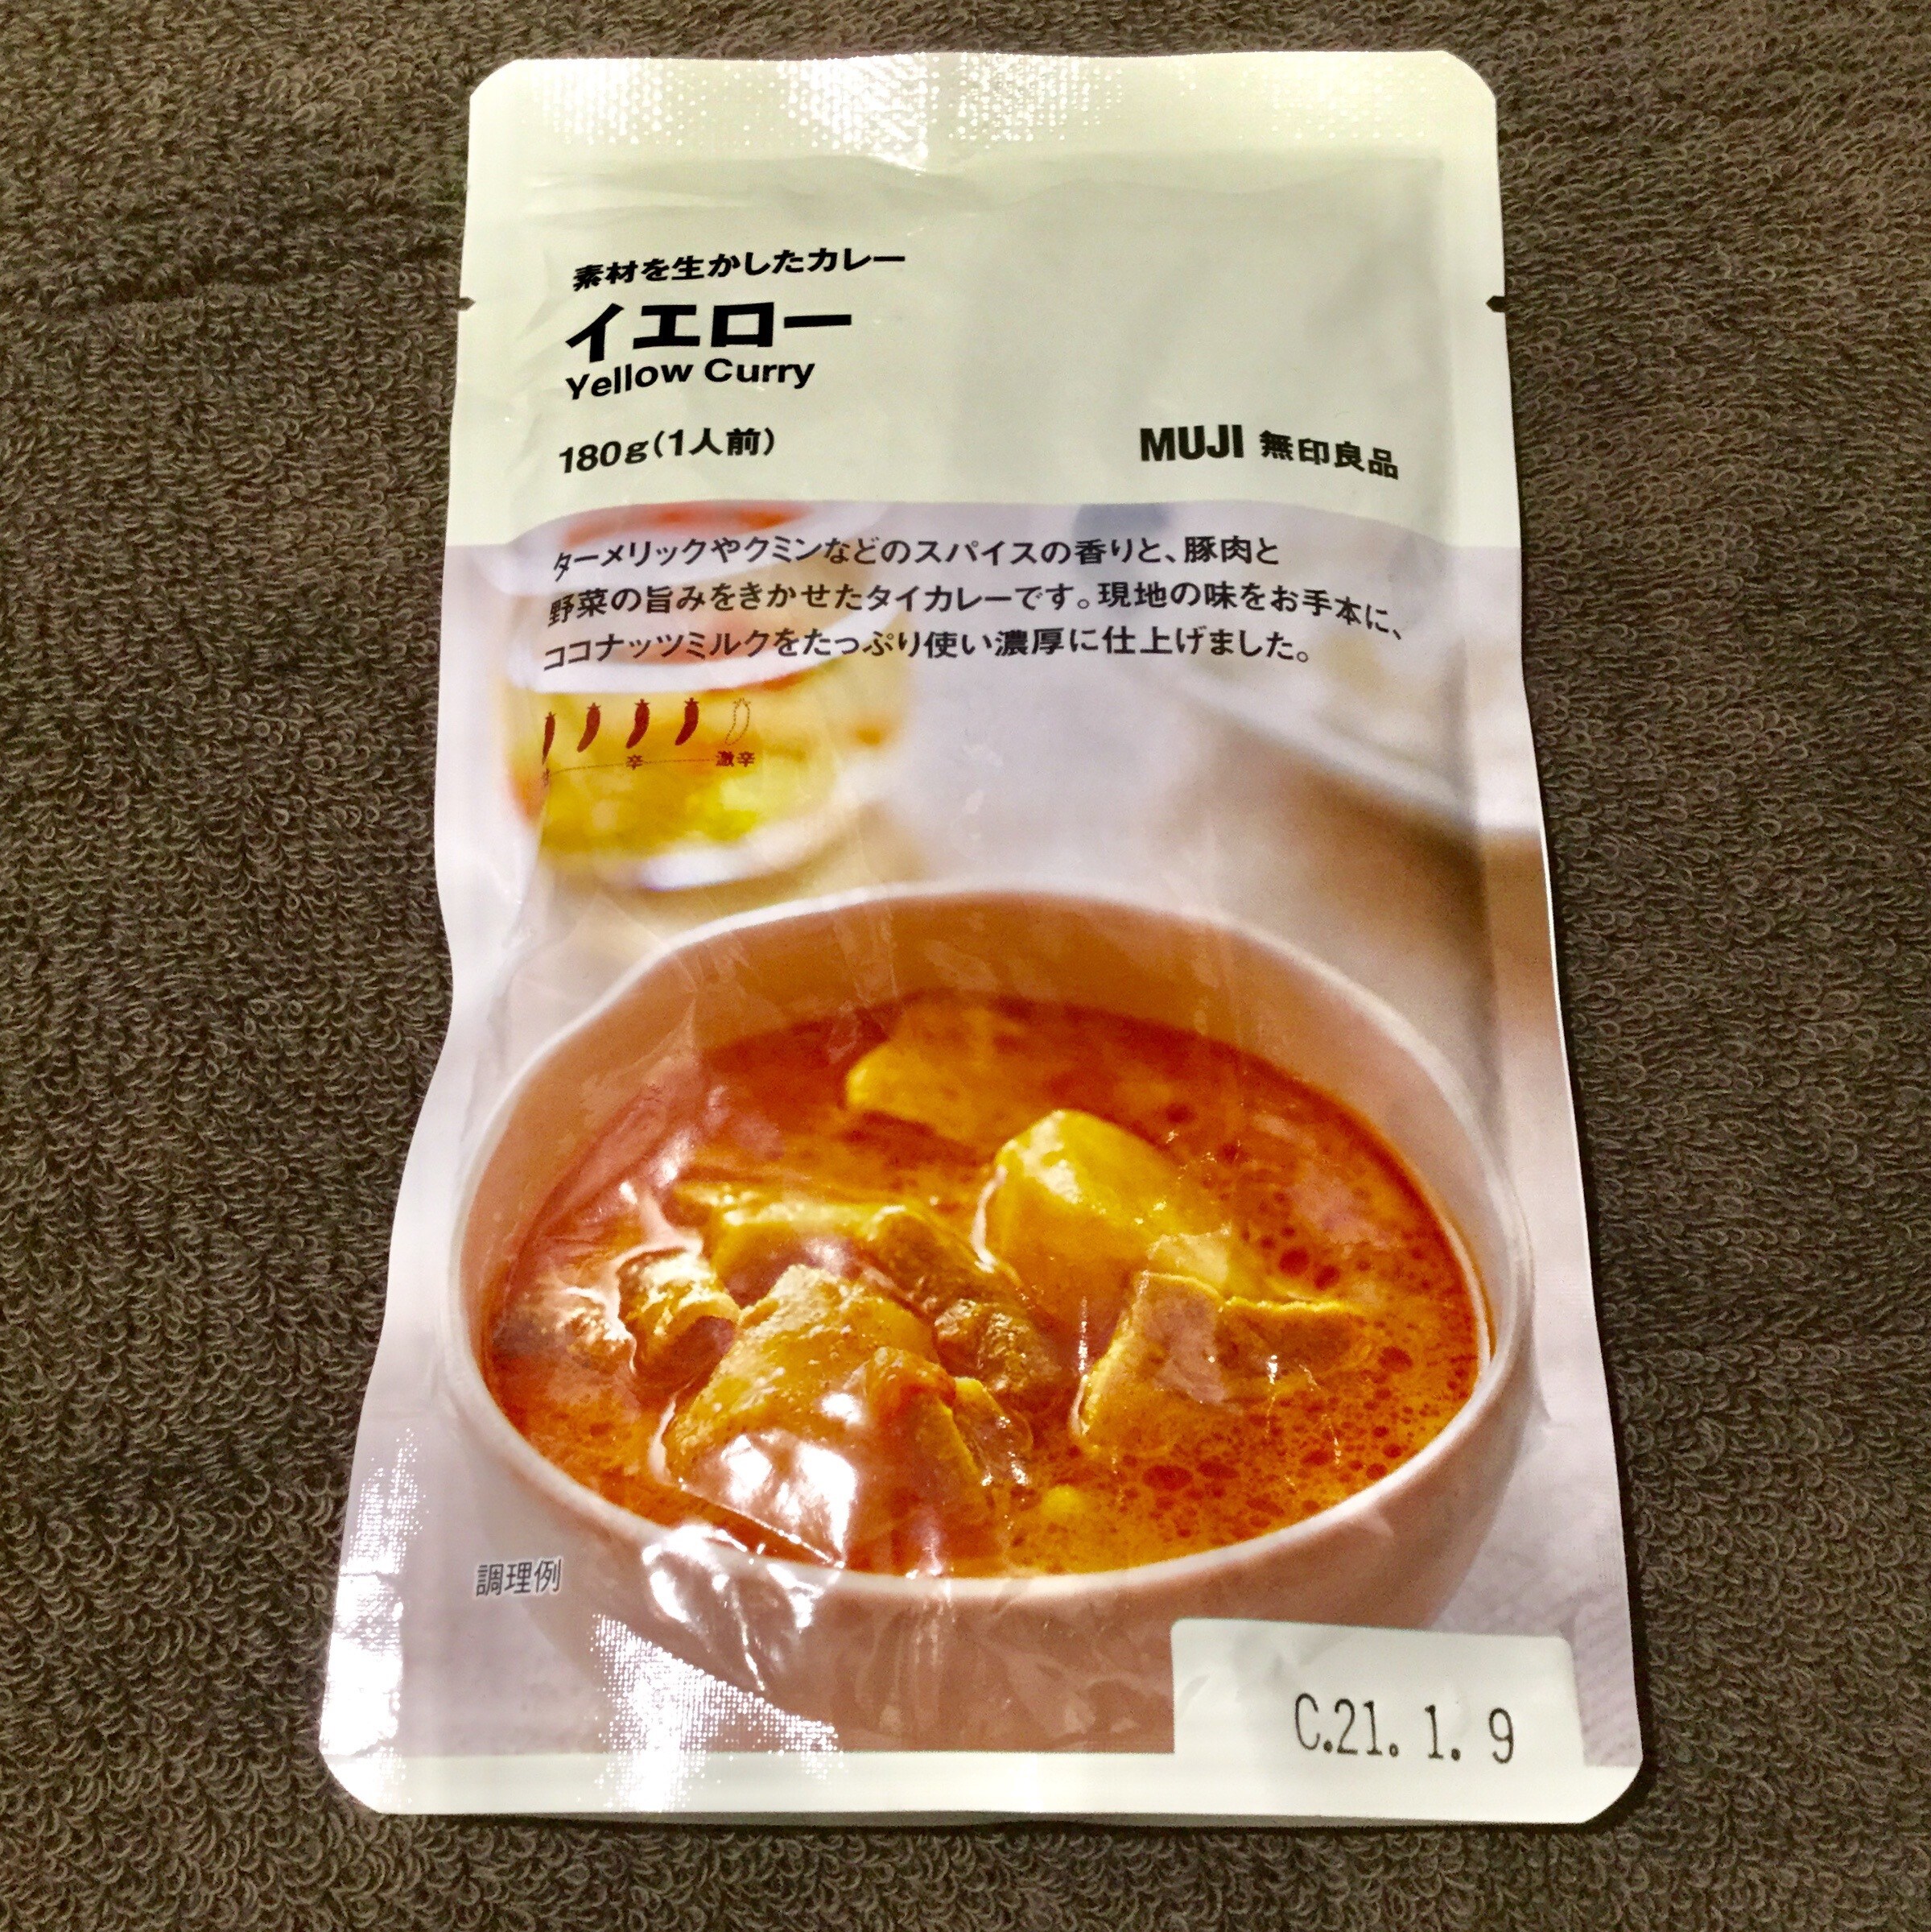 素材を生かしたカレー
イエロー
Yellow Curry
180g(1人前)
MUJI 無印良品
ターメリックやクミンなどのスパイスの香りと、豚肉と
野菜の旨みをきかせたタイカレーです。現地の味をお手本に、
ココナッツミルクをたっぷり使い濃厚に仕上げました。
辛 激辛
調理例
C.21. 1. 9